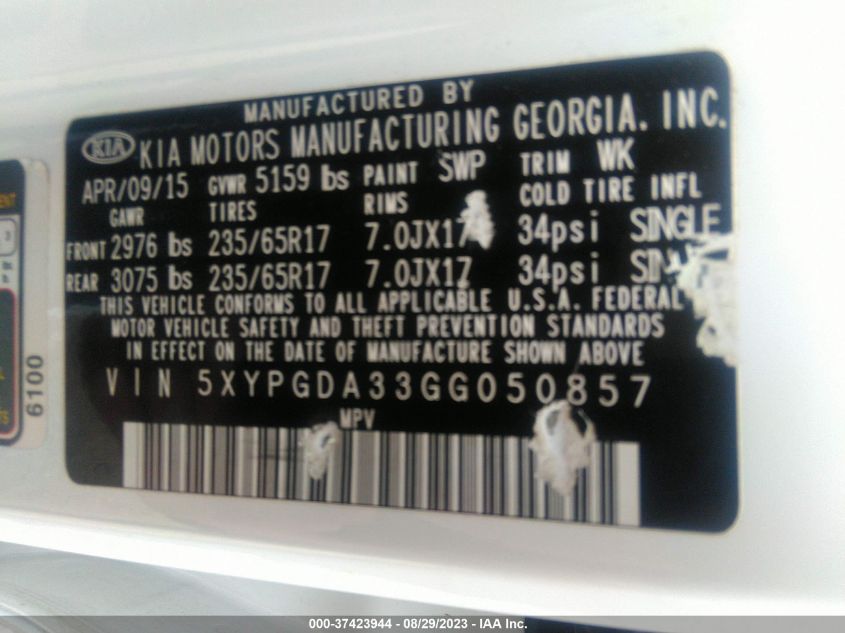 MANUFACTURED BY
KIA KIA MOTORS MANUFACTURING GEORGIA. INC.
APR/09/15 GVWR 5159 lbs PAINT SWP TRIM WK
GAWR TIRES RIMS COLD TIRE INFL
FRONT 2976 lbs 235/65R17 7.0JX17 34psi SINGLE
REAR 3075 lbs 235/65R17 7.0JX17 34psi
THIS VEHICLE CONFORMS TO ALL APPLICABLE U.S.A. FEDERAL
MOTOR VEHICLE SAFETY AND THEFT PREVENTION STANDARDS
IN EFFECT ON THE DATE OF MANUFACTURE SHOWN ABOVE
VIN 5XYPGDA33GG050857
MPV
6100
000-37423944 - 08/29/2023 - IAA Inc.